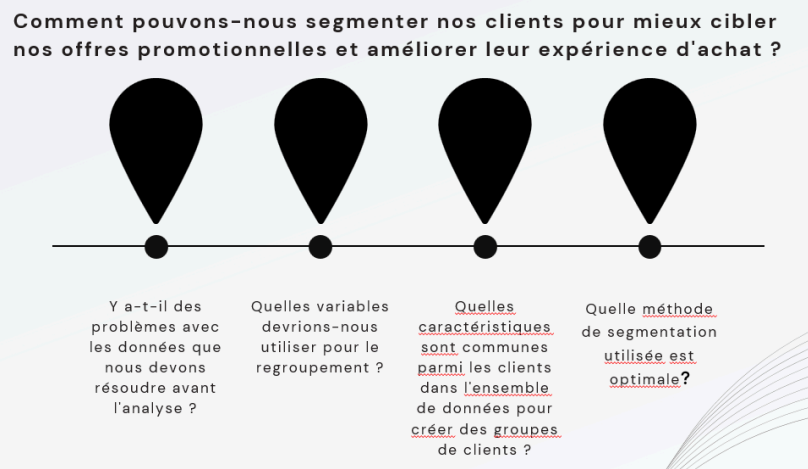 Comment pouvons-nous segmenter nos clients pour mieux cibler
nos offres promotionnelles et améliorer leur expérience d'achat ?
Y a-t-il des
problèmes avec
les données que
nous devons
résoudre avant
l'analyse ?
Quelles variables
devrions-nous
utiliser pour le
regroupement ?
Quelles
caractéristiques
sont communes
parmi les clients
dans l'ensemble
de données pour
créer des groupes
de clients ?
Quelle méthode
de segmentation
utilisée est
optimale?